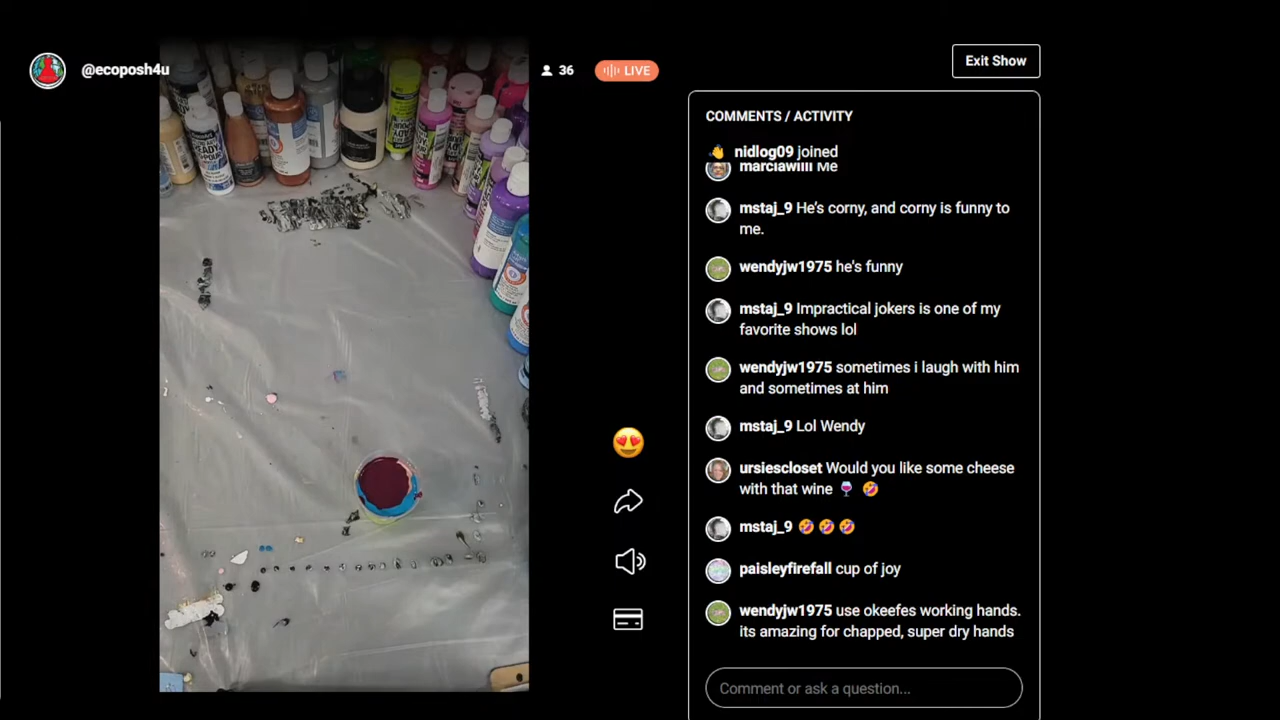 @ecoposh4u
36
LIVE
Exit Show
COMMENTS / ACTIVITY
nidlog09 joined
marciawilli Me
mstaj_9 He's corny, and corny is funny to
me.
wendyjw1975 he's funny
mstaj_9 Impractical jokers is one of my
favorite shows lol
wendyjw1975 sometimes i laugh with him
and sometimes at him
mstaj_9 Lol Wendy
ursiescloset Would you like some cheese
with that wine 🍷 🤣
mstaj_9 🤣 🤣 🤣
paisleyfirefall cup of joy
wendyjw1975 use okeefes working hands.
its amazing for chapped, super dry hands
Comment or ask a question...